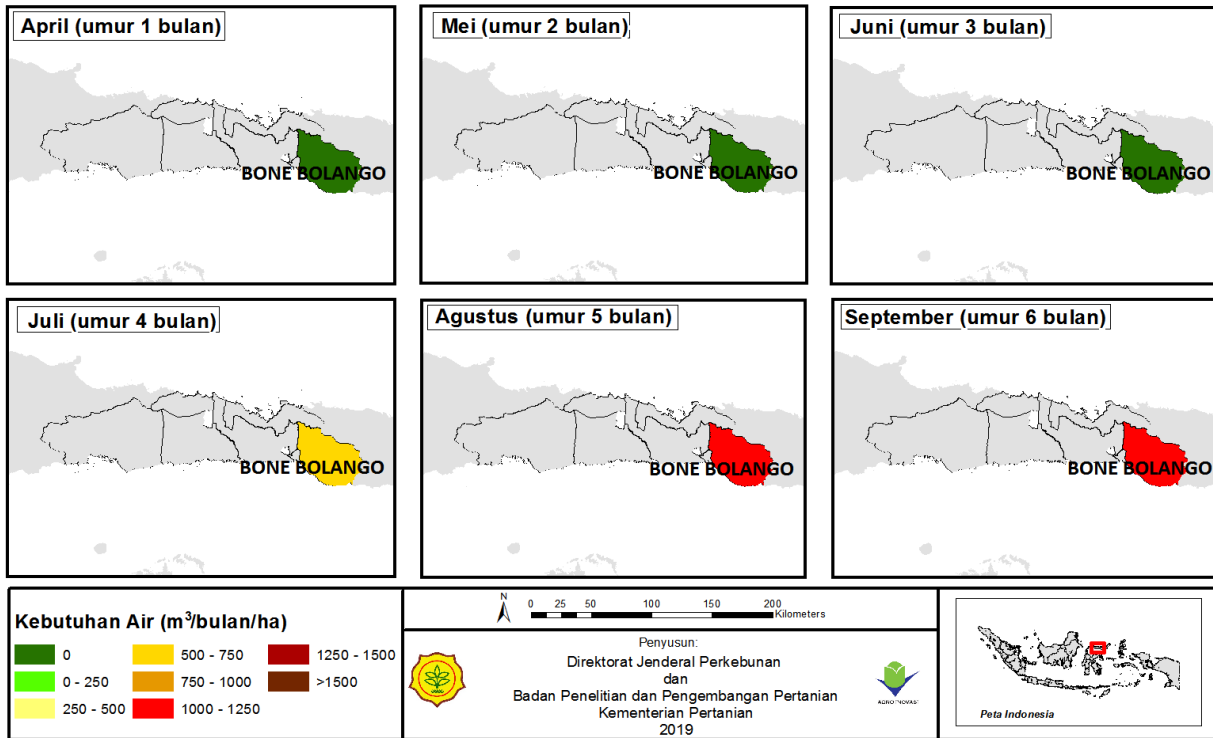 April (umur 1 bulan)
Mei (umur 2 bulan)
Juni (umur 3 bulan)
BONE BOLANGO
BONE BOLANGO
BONE BOLANGO
Juli (umur 4 bulan)
Agustus (umur 5 bulan)
September (umur 6 bulan)
BONE BOLANGO
BONE BOLANGO
BONE BOLANGO
Kebutuhan Air (m³/bulan/ha)
0
0 - 250
250 - 500
500 - 750
750 - 1000
1000 - 1250
1250 - 1500
>1500
N
0 25 50 100 150 200
Kilometers
Penyusun:
Direktorat Jenderal Perkebunan
dan
Badan Penelitian dan Pengembangan Pertanian
Kementerian Pertanian
2019
Peta Indonesia